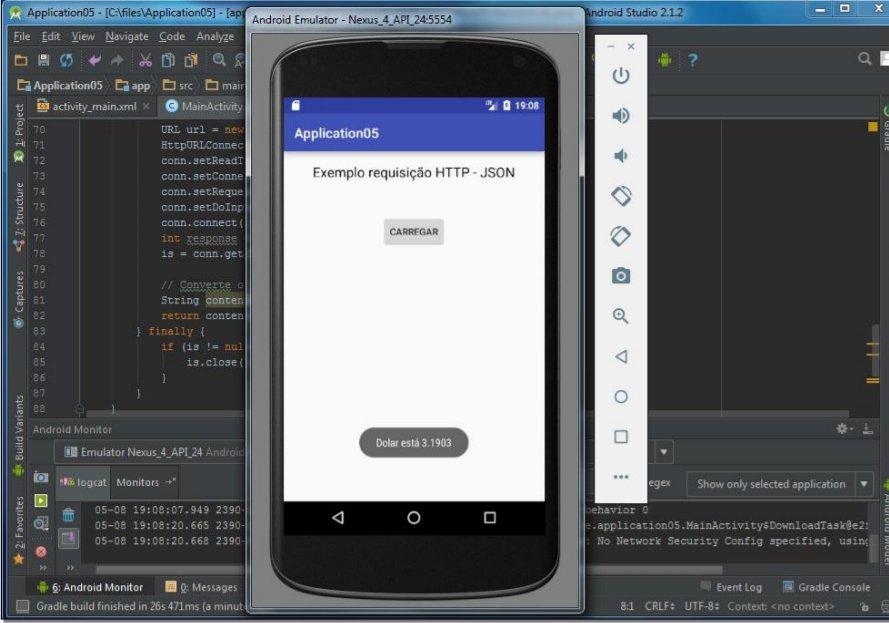 Application05 - [C:\files\Application05] - [app
Android Studio 2.1.2
File Edit View Navigate Code Analyze
Application05 app src main
activity_main.xml MainActivity.
1: Project
Z: Structure
Captures
Build Variants
2: Favorites
Gradle
Android Model
70 URL url = new
71 HttpURLConnec
72 conn.setReadT
73 conn.setConne
74 conn.setReque
75 conn.setDoInp
76 conn.connect(
77 int response
78 is = conn.get
79
80 // Converte o
81 String conten
82 return conten
83 } finally {
84 if (is != nul
85 is.close(
86 }
87 }
88 }
Android Emulator - Nexus_4_API_24:5554
19:08
Application05
Exemplo requisição HTTP - JSON
CARREGAR
Dolar está 3.1903
Android Monitor
Emulator Nexus_4_API_24 Android
logcat Monitors
egex Show only selected application
05-08 19:08:07.949 2390-
behavior 0
05-08 19:08:20.665 2390-
e.application05.MainActivity$DownloadTask@e2
05-08 19:08:20.668 2390-
: No Network Security Config specified, using
6: Android Monitor 0: Messages
Event Log Gradle Console
Gradle build finished in 26s 471ms (a minut
8:1 CRLF UTF-8 Context: <no context>